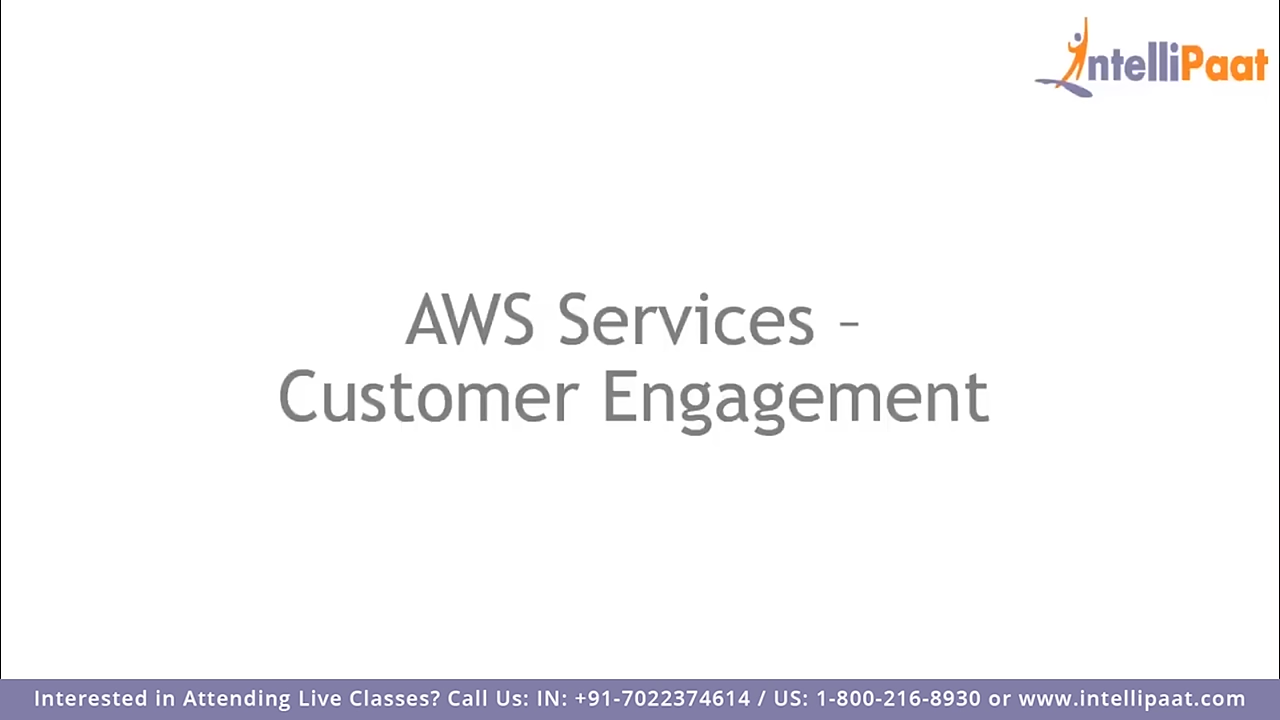 IntelliPaat
AWS Services –
Customer Engagement
Interested in Attending Live Classes? Call Us: IN: +91-7022374614 / US: 1-800-216-8930 or www.intellipaat.com